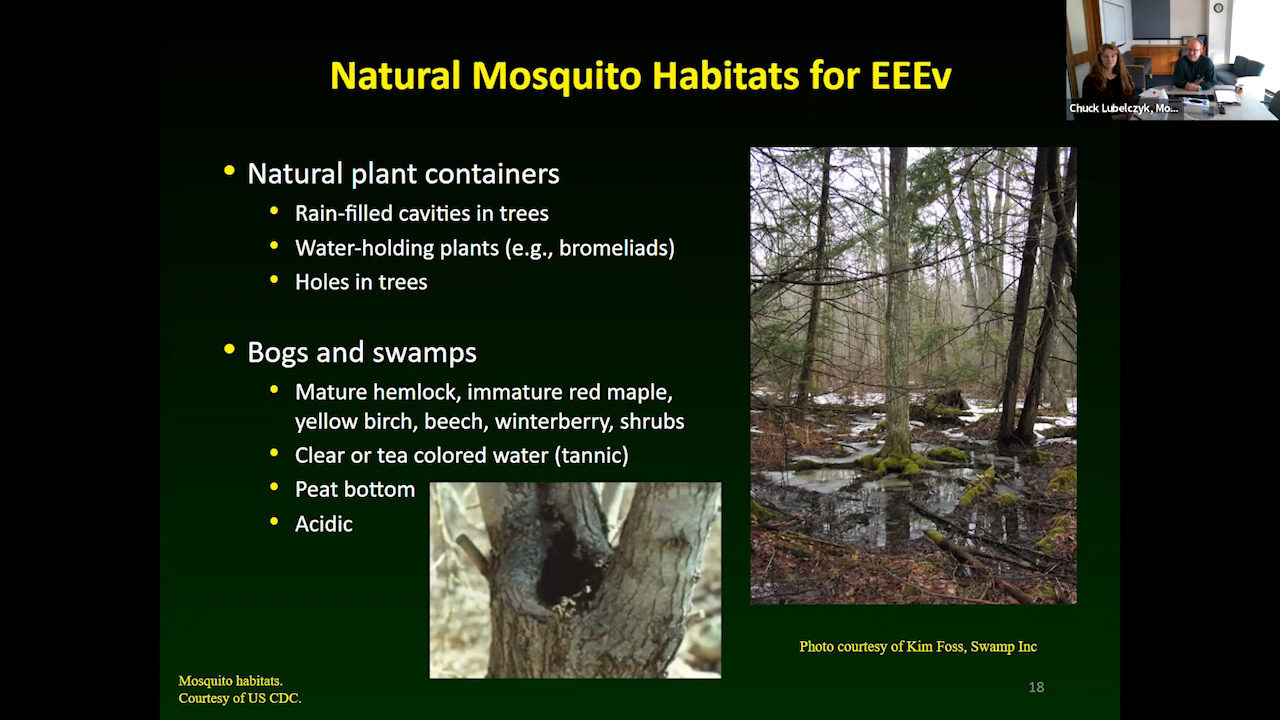 Natural Mosquito Habitats for EEEv
Chuck Lubelczyk, Mo...
• Natural plant containers
• Rain-filled cavities in trees
• Water-holding plants (e.g., bromeliads)
• Holes in trees
• Bogs and swamps
• Mature hemlock, immature red maple,
yellow birch, beech, winterberry, shrubs
• Clear or tea colored water (tannic)
• Peat bottom
• Acidic
Photo courtesy of Kim Foss, Swamp Inc
Mosquito habitats.
Courtesy of US CDC.
18